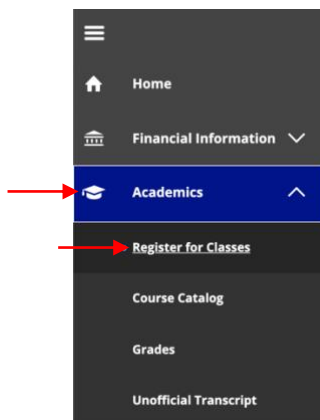 Home
Financial Information
Academics
Register for Classes
Course Catalog
Grades
Unofficial Transcript